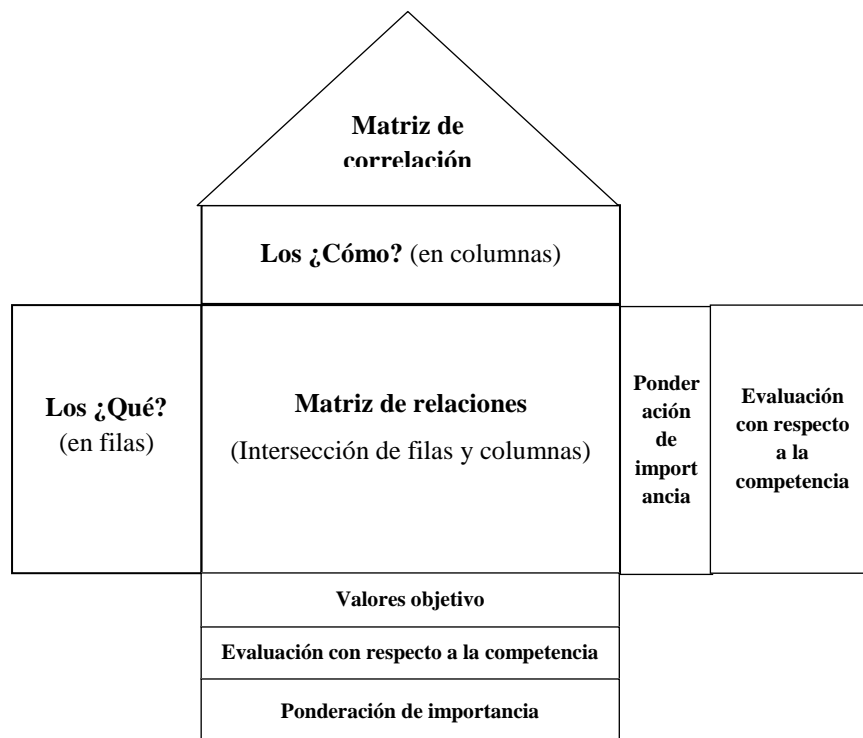 Matriz de
correlación
Los ¿Cómo? (en columnas)
Los ¿Qué?
(en filas)
Matriz de relaciones
(Intersección de filas y columnas)
Ponder
ación
de
import
ancia
Evaluación
con respecto
a la
competencia
Valores objetivo
Evaluación con respecto a la competencia
Ponderación de importancia